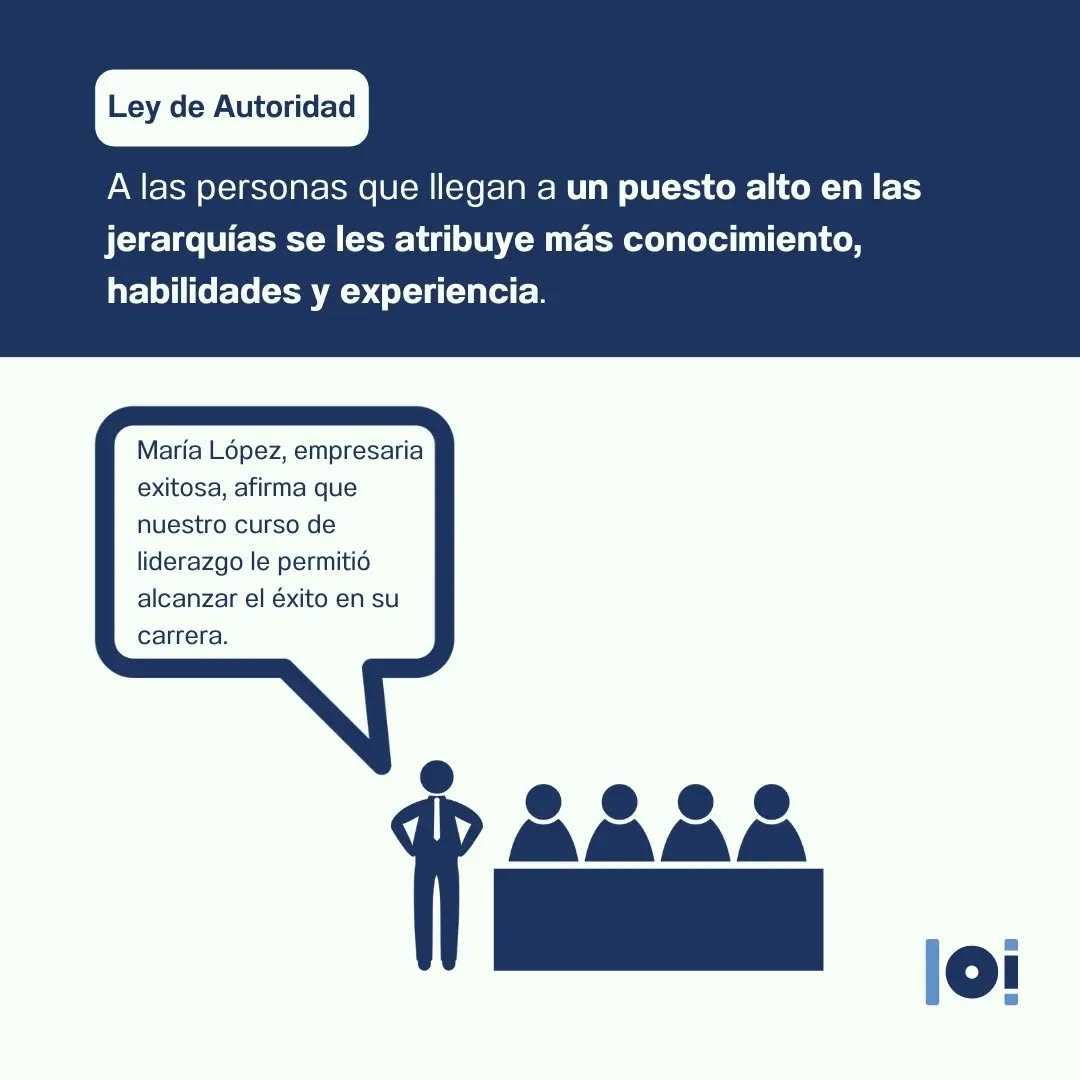 Ley de Autoridad
A las personas que llegan a un puesto alto en las
jerarquías se les atribuye más conocimiento,
habilidades y experiencia.
María López, empresaria
exitosa, afirma que
nuestro curso de
liderazgo le permitió
alcanzar el éxito en su
carrera.